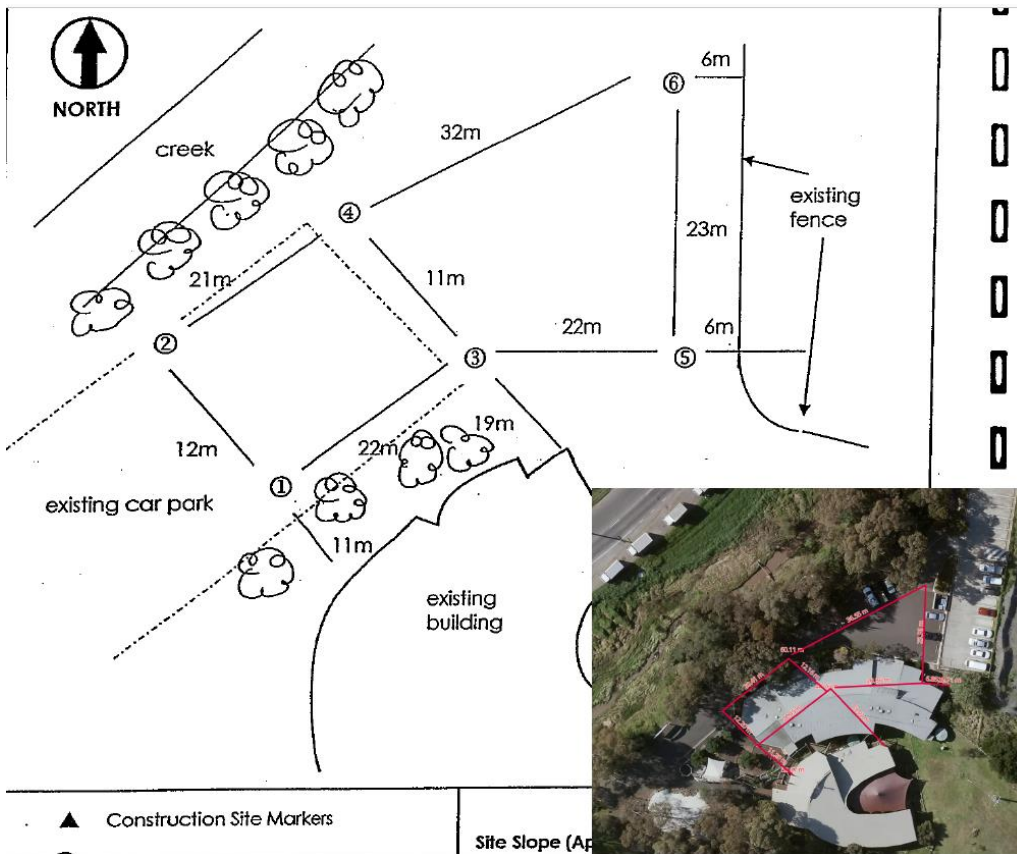 6m
⑥
NORTH
32m
creek
existing
fence
④
23m
21m
11m
22m
6m
②
③
⑤
12m
19m
22m
①
existing car park
11m
existing
building
▲ Construction Site Markers
Site Slope (Ap